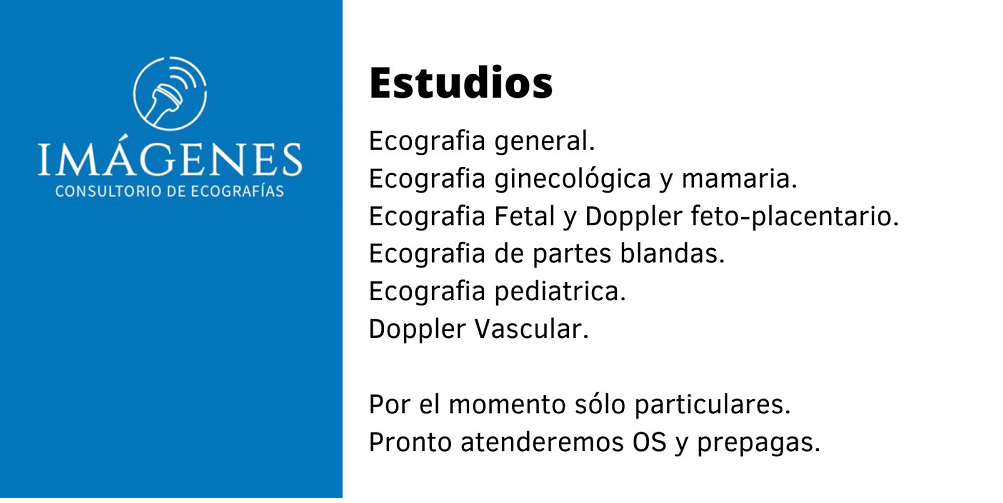 IMÁGENES
CONSULTORIO DE ECOGRAFÍAS
Estudios
Ecografia general.
Ecografia ginecológica y mamaria.
Ecografia Fetal y Doppler feto-placentario.
Ecografia de partes blandas.
Ecografia pediatrica.
Doppler Vascular.
Por el momento sólo particulares.
Pronto atenderemos OS y prepagas.